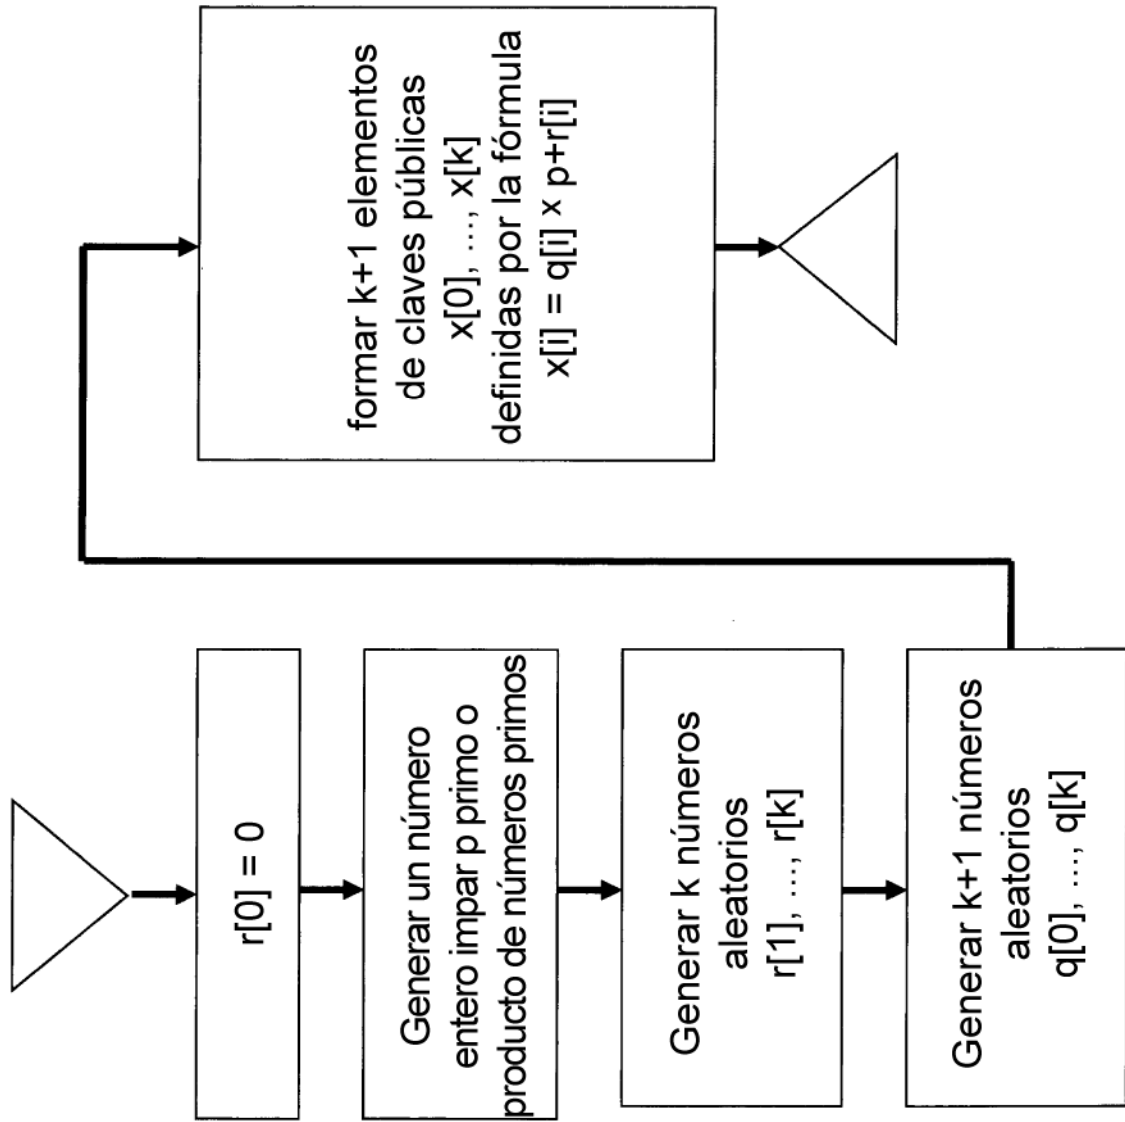 r[0] = 0
Generar un número
entero impar p primo o
producto de números primos
Generar k números
aleatorios
r[1], ..., r[k]
Generar k+1 números
aleatorios
q[0], ..., q[k]
formar k+1 elementos
de claves públicas
x[0], ..., x[k]
definidas por la fórmula
x[i] = q[i] x p+r[i]